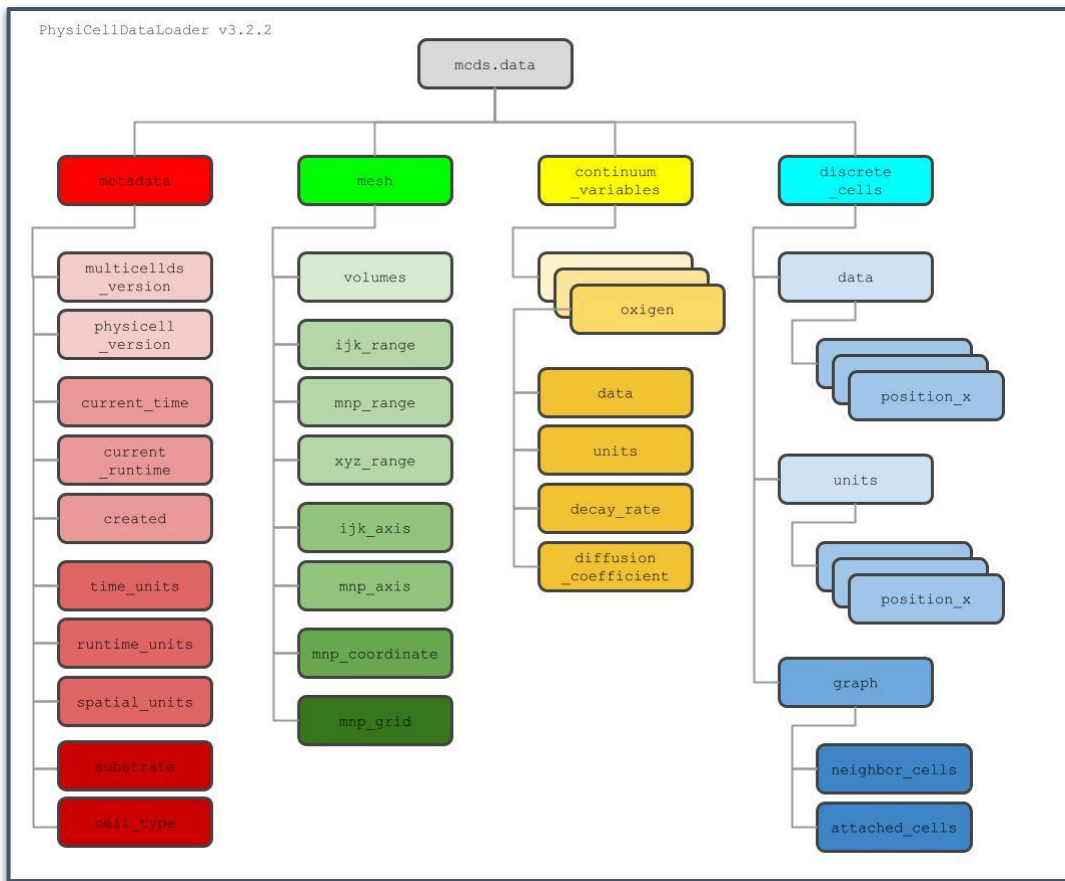 PhysiCellDataLoader v3.2.2
mcds.data
metadata
mesh
continuum
_variables
discrete
_cells
multicellds
_version
physicell
_version
current_time
current
_runtime
created
time_units
runtime_units
spatial_units
substrate
cell_type
volumes
ijk_range
mnp_range
xyz_range
ijk_axis
mnp_axis
mnp_coordinate
mnp_grid
oxigen
data
units
decay_rate
diffusion
_coefficient
data
position_x
units
position_x
graph
neighbor_cells
attached_cells